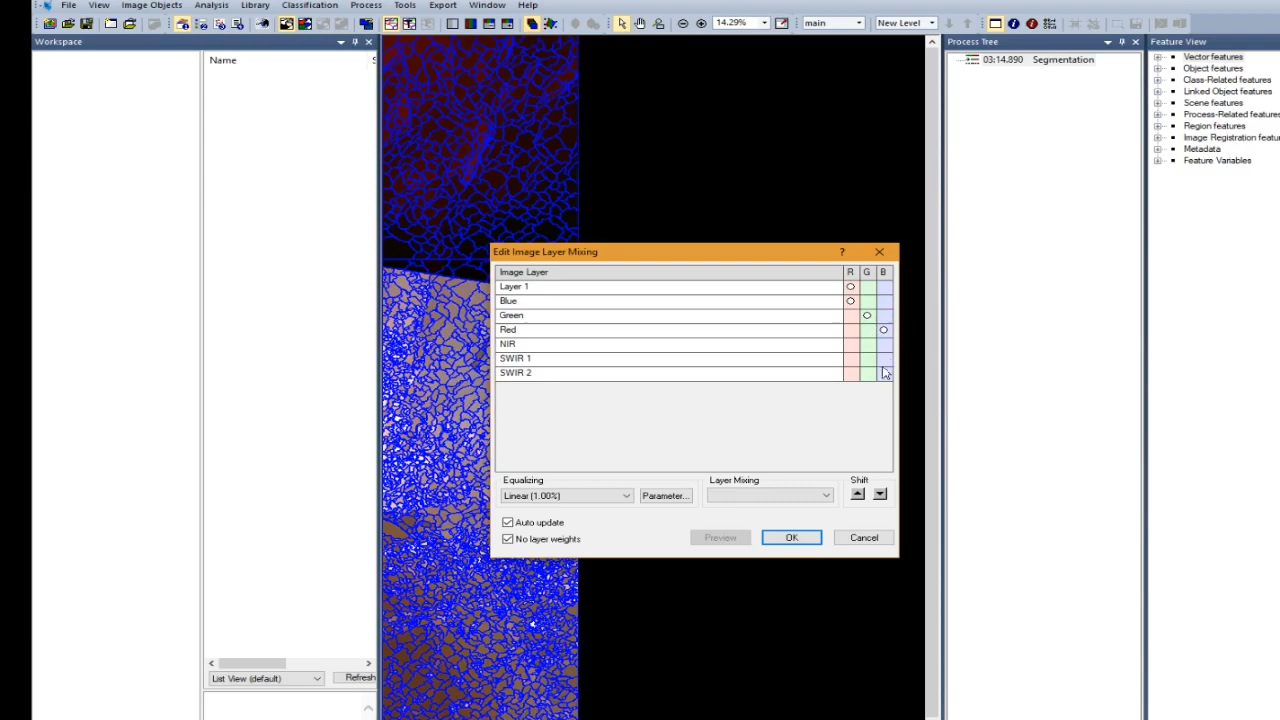 File View Image Objects Analysis Library Classification Process Tools Export Window Help
14.29% main New Level
Workspace
Name
Process Tree
03:14.890 Segmentation
Feature View
Vector features
Object features
Class-Related features
Linked Object features
Scene features
Process-Related features
Region features
Image Registration featur
Metadata
Feature Variables
Edit Image Layer Mixing ?
Image Layer R G B
Layer 1
Blue
Green
Red
NIR
SWIR 1
SWIR 2
Equalizing
Linear (1.00%)
Parameter...
Layer Mixing
Shift
Auto update
No layer weights
Preview
OK
Cancel
List View (default)
Refresh